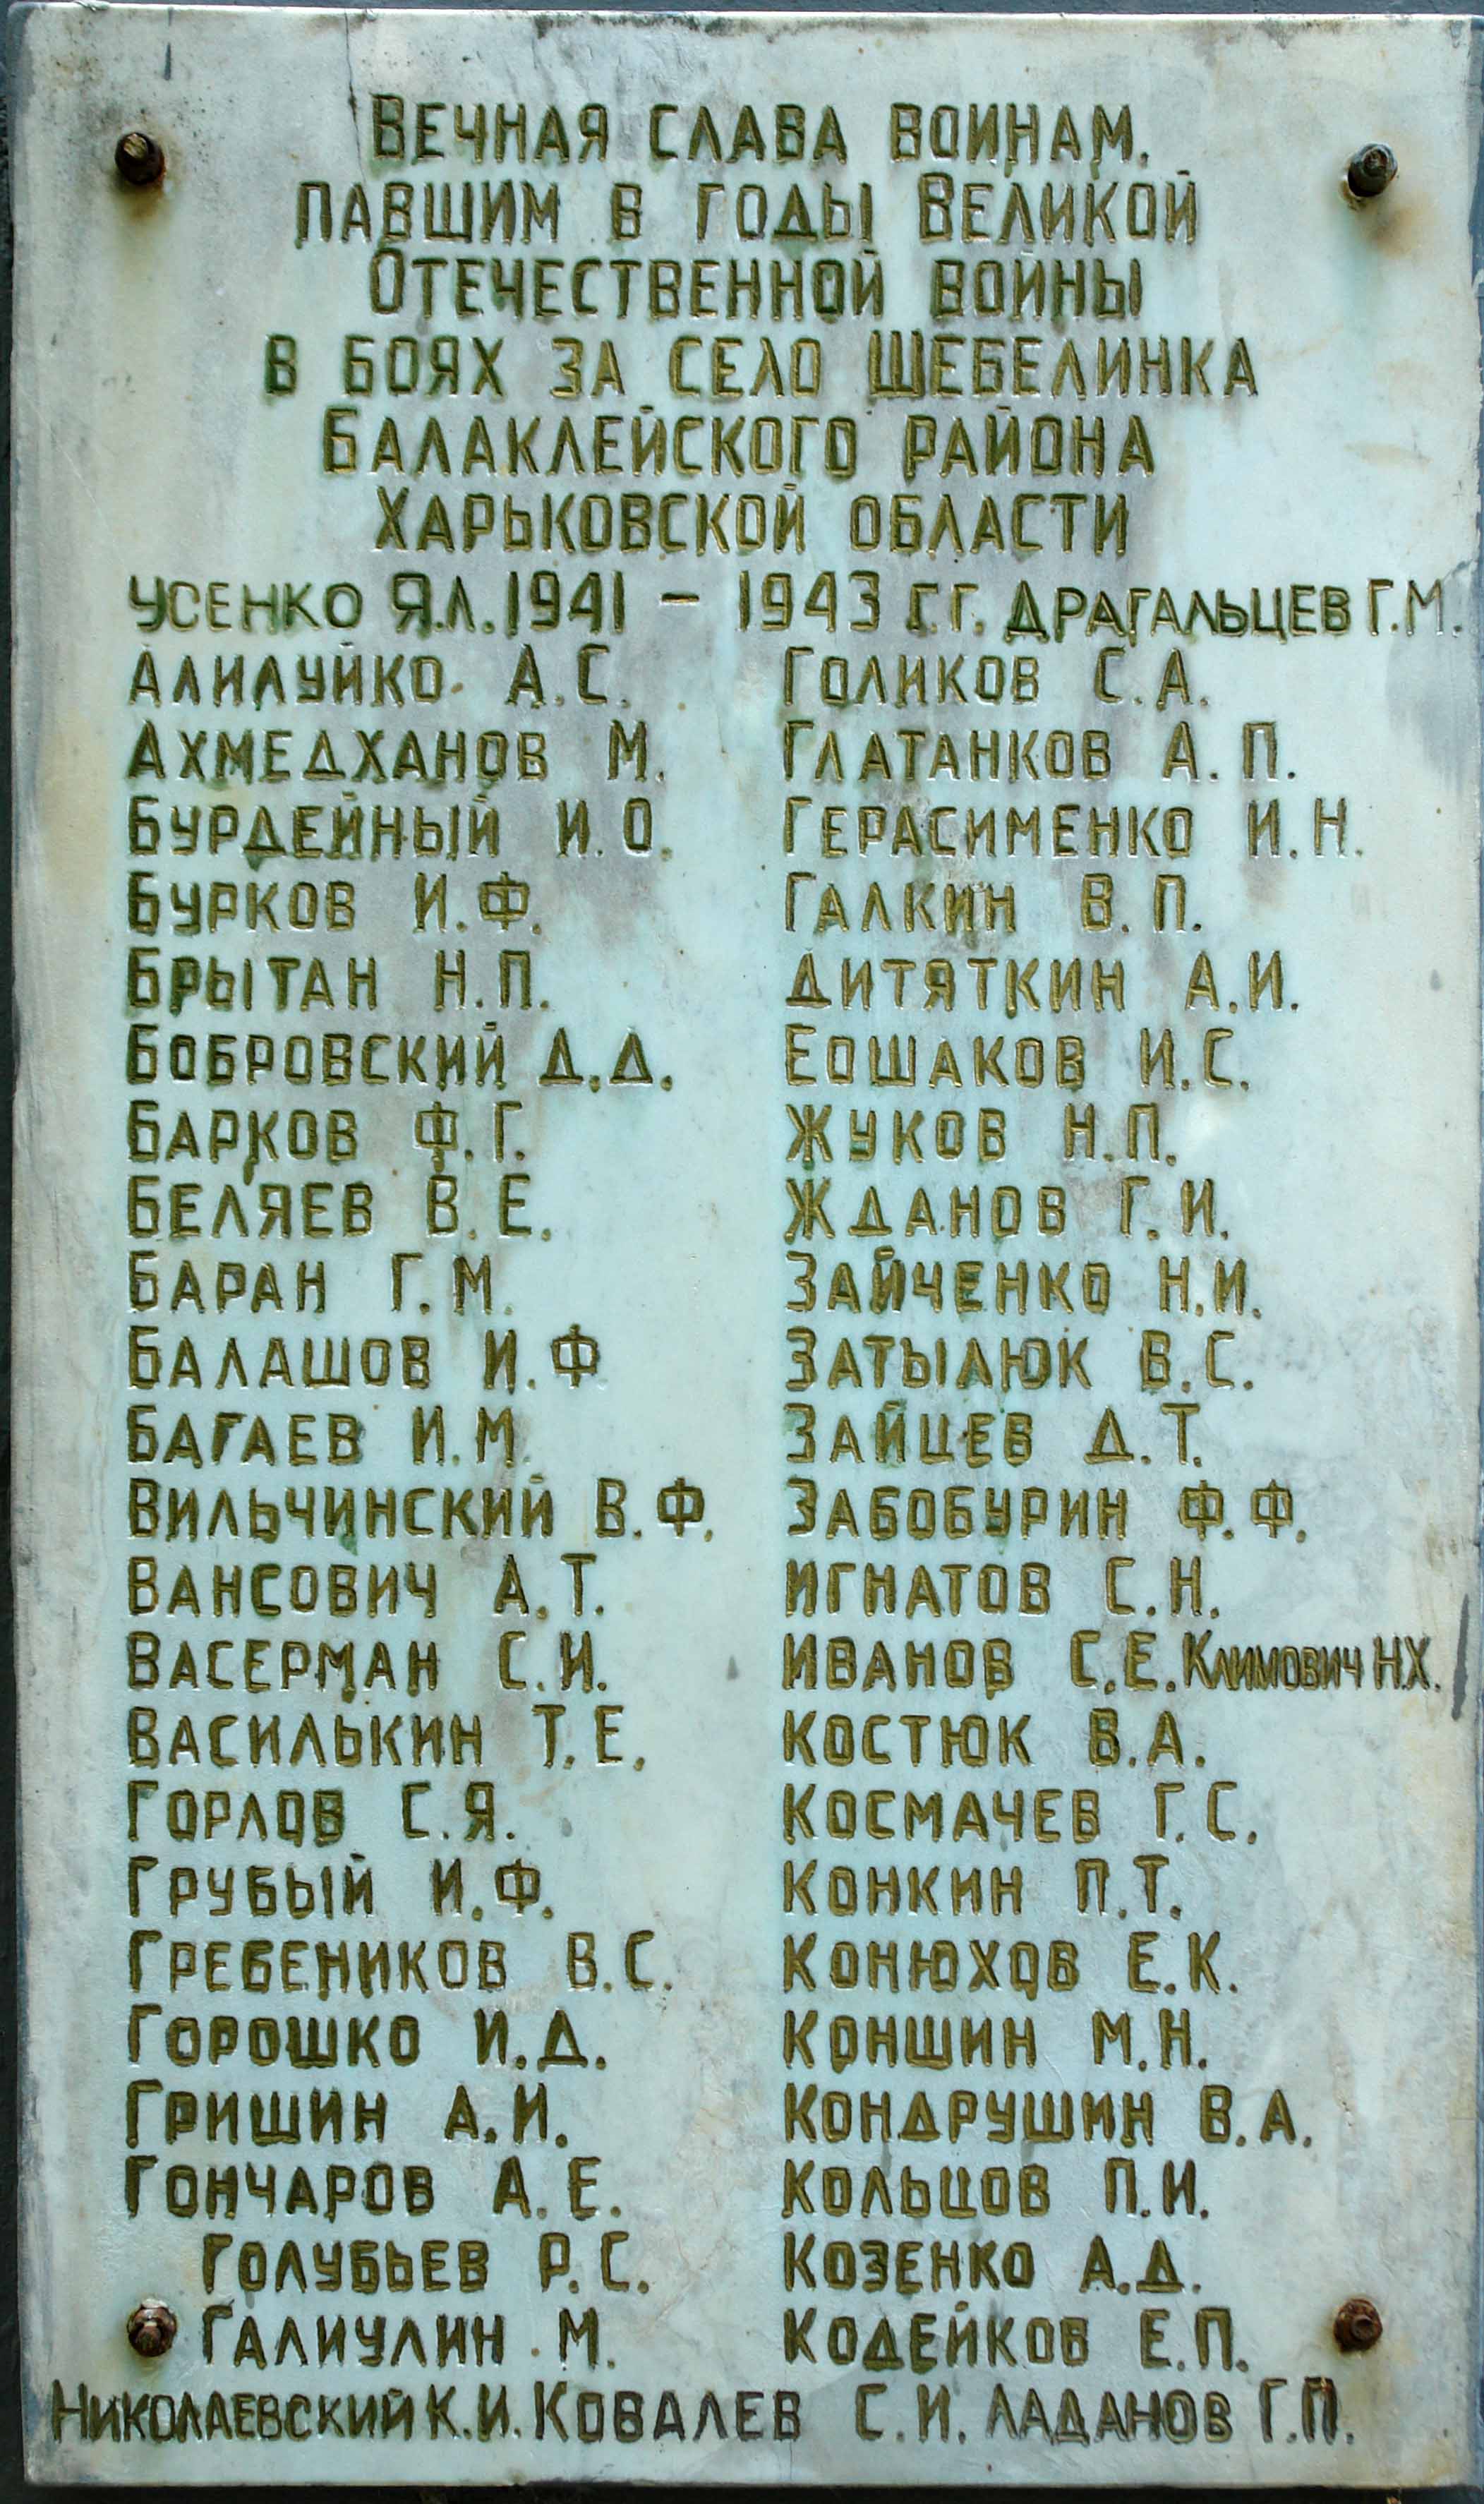 Вечная слава воинам,
павшим в годы Великой
Отечественной войны
в боях за село Шебелинка
Балаклейского района
Харьковской области
Усенко Я.Л. 1941 – 1943 г.г. Драгальцев Г.М.
Алилуйко А.С.
Ахмедханов М.
Бурдейный И.О.
Бурков И.Ф.
Брытан Н.П.
Бобровский Д.Д.
Барков Ф.Г.
Беляев В.Е.
Баран Г.М.
Балашов И.Ф
Багаев И.М.
Вильчинский В.Ф.
Вансович А.Т.
Васерман С.И.
Василькин Т.Е.
Горлов С.Я.
Грубый И.Ф.
Гребеников В.С.
Горошко И.Д.
Гришин А.И.
Гончаров А.Е.
Голубьев Р.С.
Галиулин М.
Голиков С.А.
Глатанков А.П.
Герасименко И.Н.
Галкин В.П.
Дитяткин А.И.
Еошаков И.С.
Жуков Н.П.
Жданов Г.И.
Зайченко Н.И.
Затылюк В.С.
Зайцев Д.Т.
Забобурин Ф.Ф.
Игнатов С.Н.
Иванов С.Е. Климович Н.Х.
Костюк В.А.
Космачев Г.С.
Конкин П.Т.
Конюхов Е.К.
Коншин М.Н.
Кондрушин В.А.
Кольцов П.И.
Козенко А.Д.
Кодейков Е.П.
Николаевский К.И. Ковалев С.И. Ладанов Г.П.